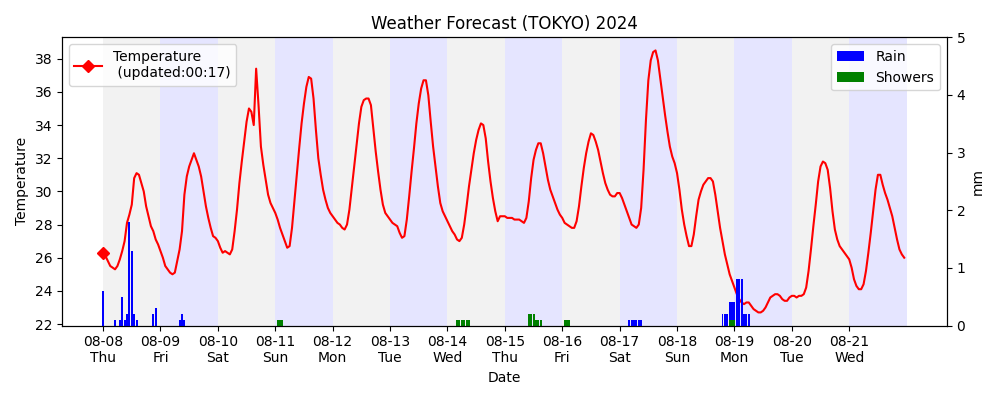 Weather Forecast (TOKYO) 2024
Temperature
(updated:00:17)
Rain
Showers
Temperature
38
36
34
32
30
28
26
24
22
5
4
3
2
1
0
mm
08-08 08-09 08-10 08-11 08-12 08-13 08-14 08-15 08-16 08-17 08-18 08-19 08-20 08-21
Thu Fri Sat Sun Mon Tue Wed Thu Fri Sat Sun Mon Tue Wed
Date